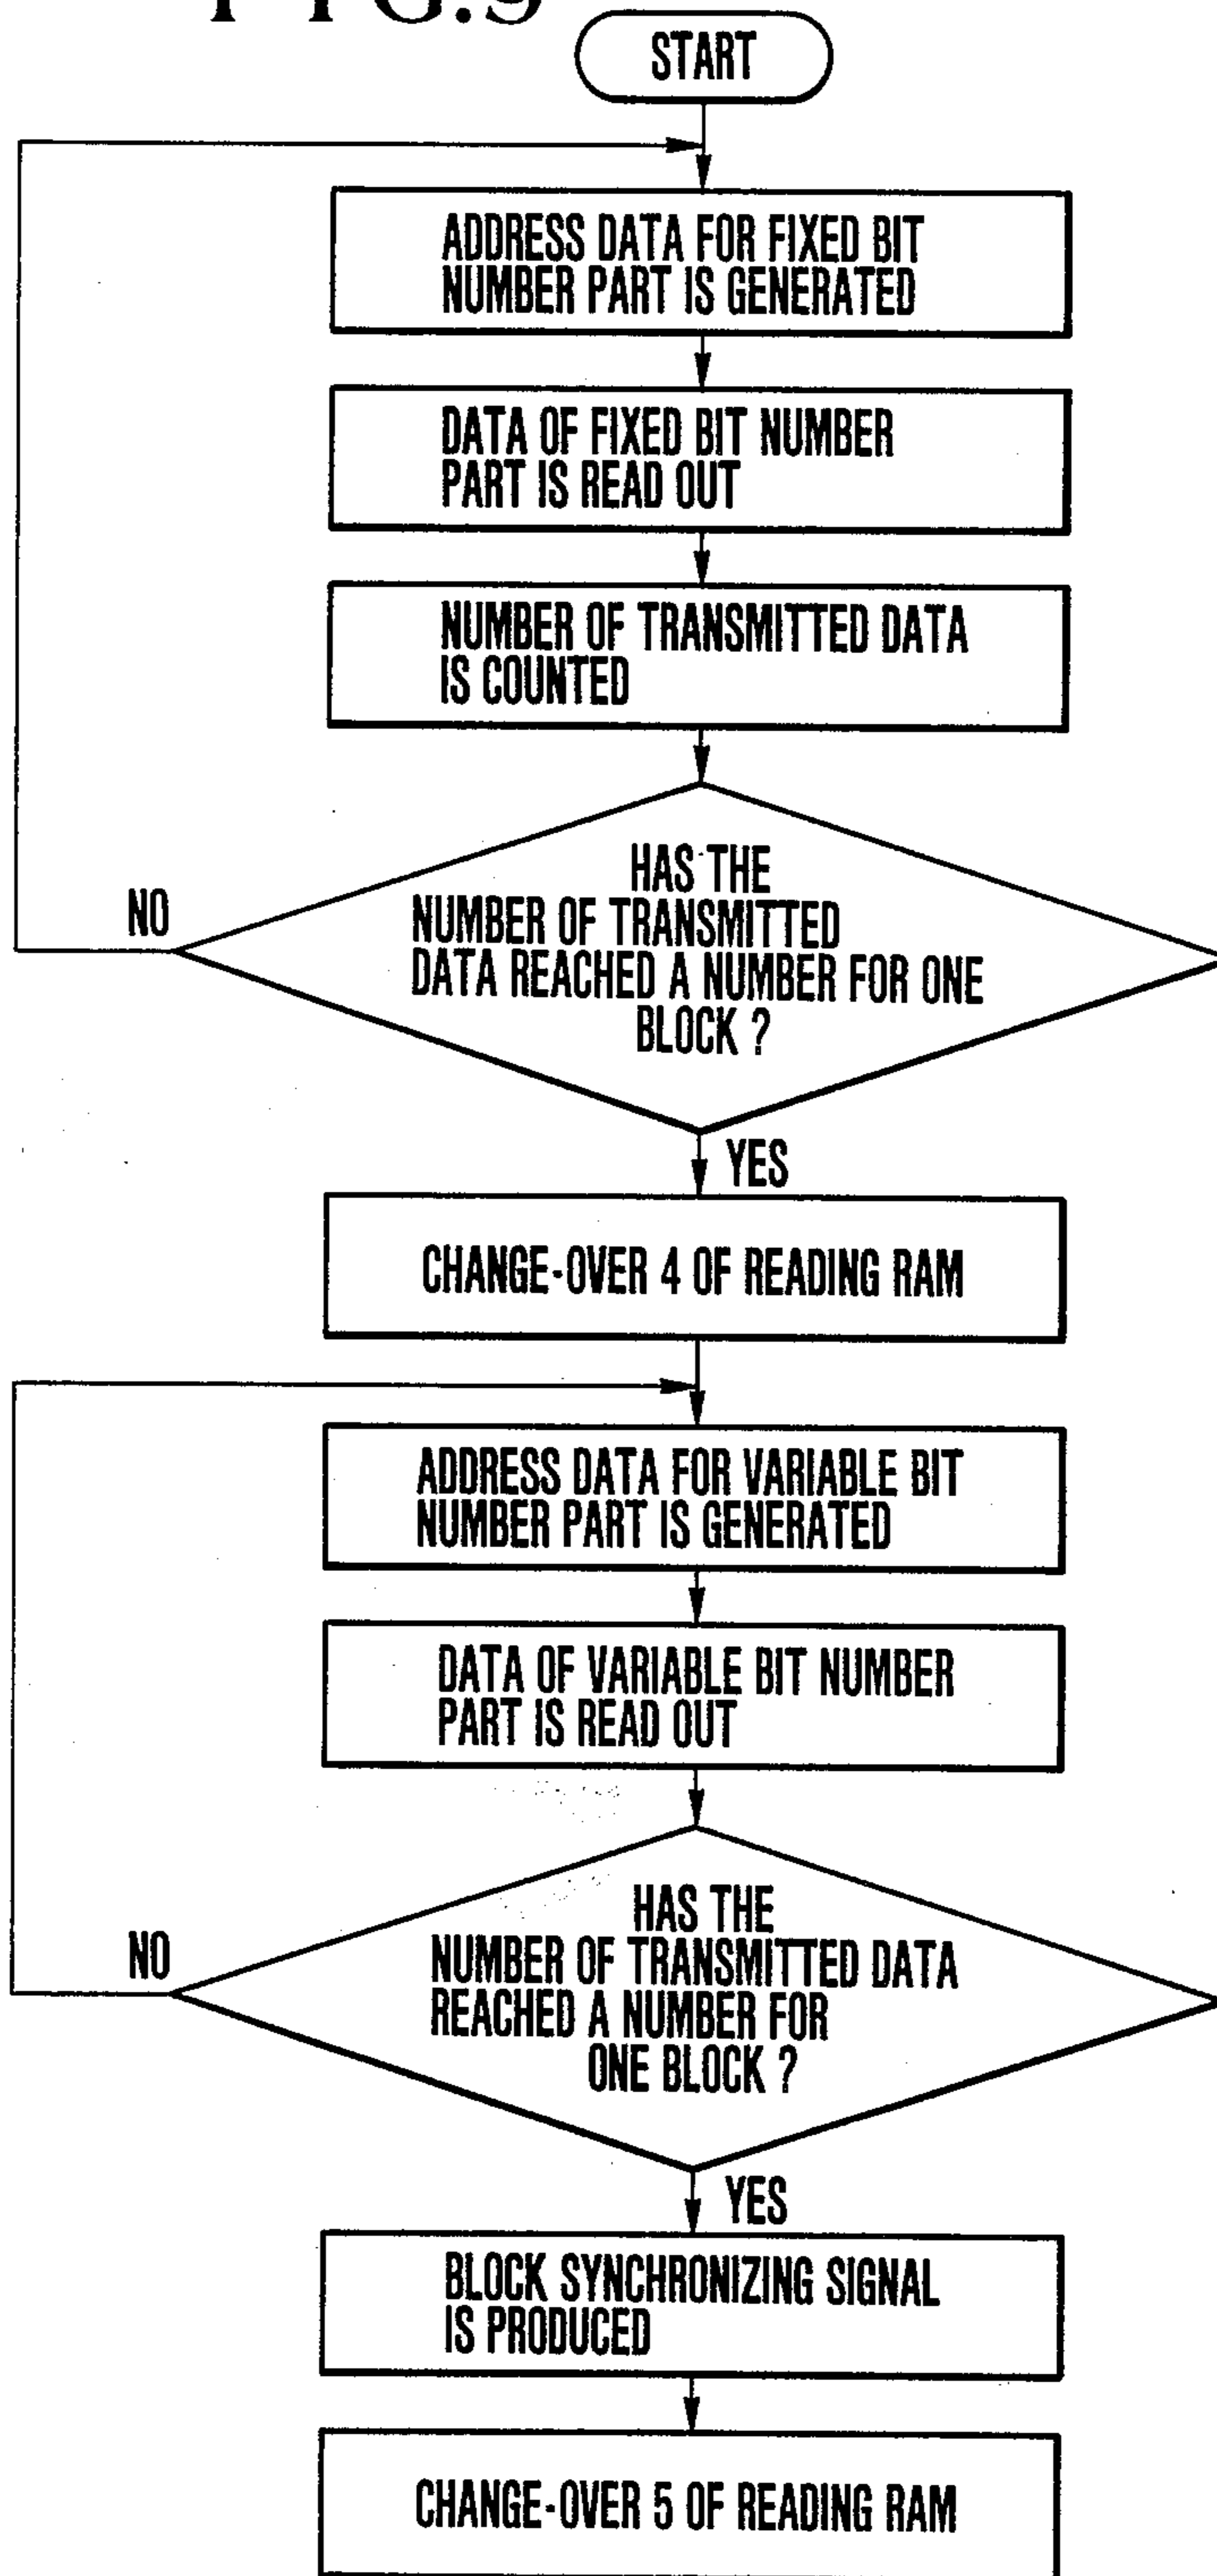 FIG.9
START
ADDRESS DATA FOR FIXED BIT
NUMBER PART IS GENERATED
DATA OF FIXED BIT NUMBER
PART IS READ OUT
NUMBER OF TRANSMITTED DATA
IS COUNTED
HAS THE
NUMBER OF TRANSMITTED
DATA REACHED A NUMBER FOR ONE
BLOCK ?
NO
YES
CHANGE-OVER 4 OF READING RAM
ADDRESS DATA FOR VARIABLE BIT
NUMBER PART IS GENERATED
DATA OF VARIABLE BIT NUMBER
PART IS READ OUT
HAS THE
NUMBER OF TRANSMITTED DATA
REACHED A NUMBER FOR
ONE BLOCK ?
NO
YES
BLOCK SYNCHRONIZING SIGNAL
IS PRODUCED
CHANGE-OVER 5 OF READING RAM